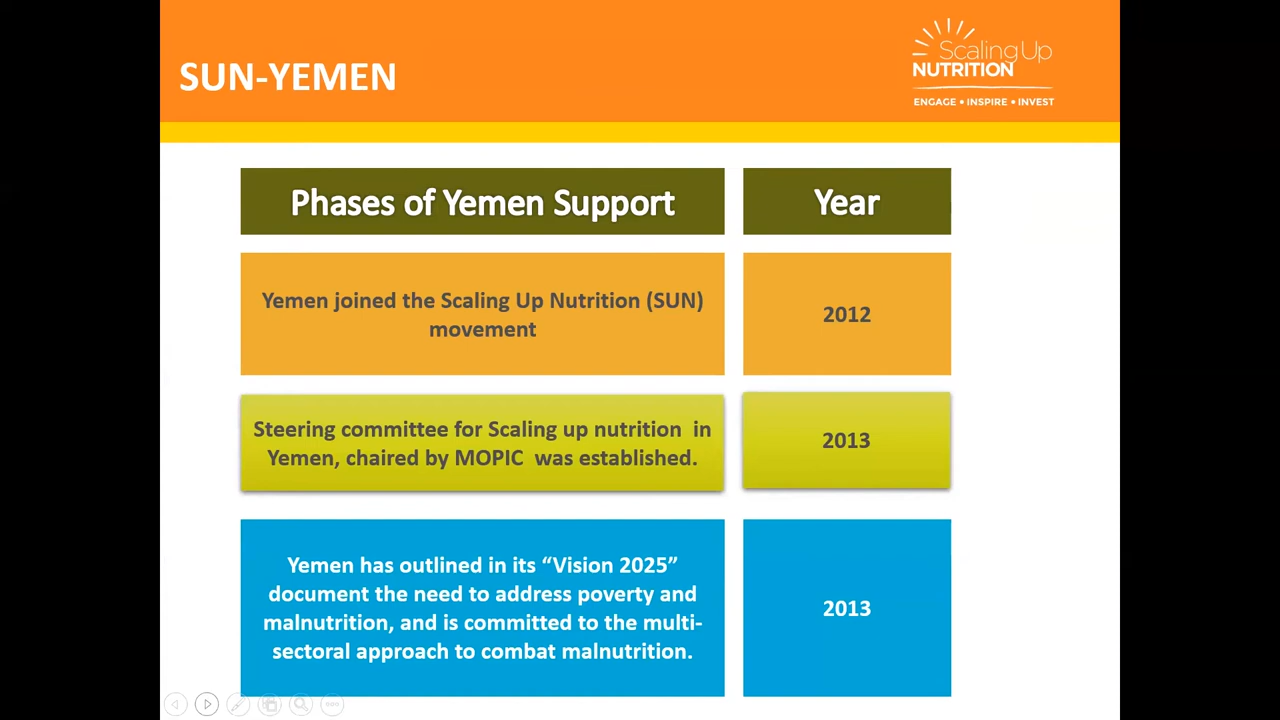 SUN-YEMEN
Scaling Up
NUTRITION
ENGAGE • INSPIRE • INVEST
Phases of Yemen Support
Year
Yemen joined the Scaling Up Nutrition (SUN)
movement
2012
Steering committee for Scaling up nutrition  in
Yemen, chaired by MOPIC  was established.
2013
Yemen has outlined in its “Vision 2025”
document the need to address poverty and
malnutrition, and is committed to the multi-
sectoral approach to combat malnutrition.
2013